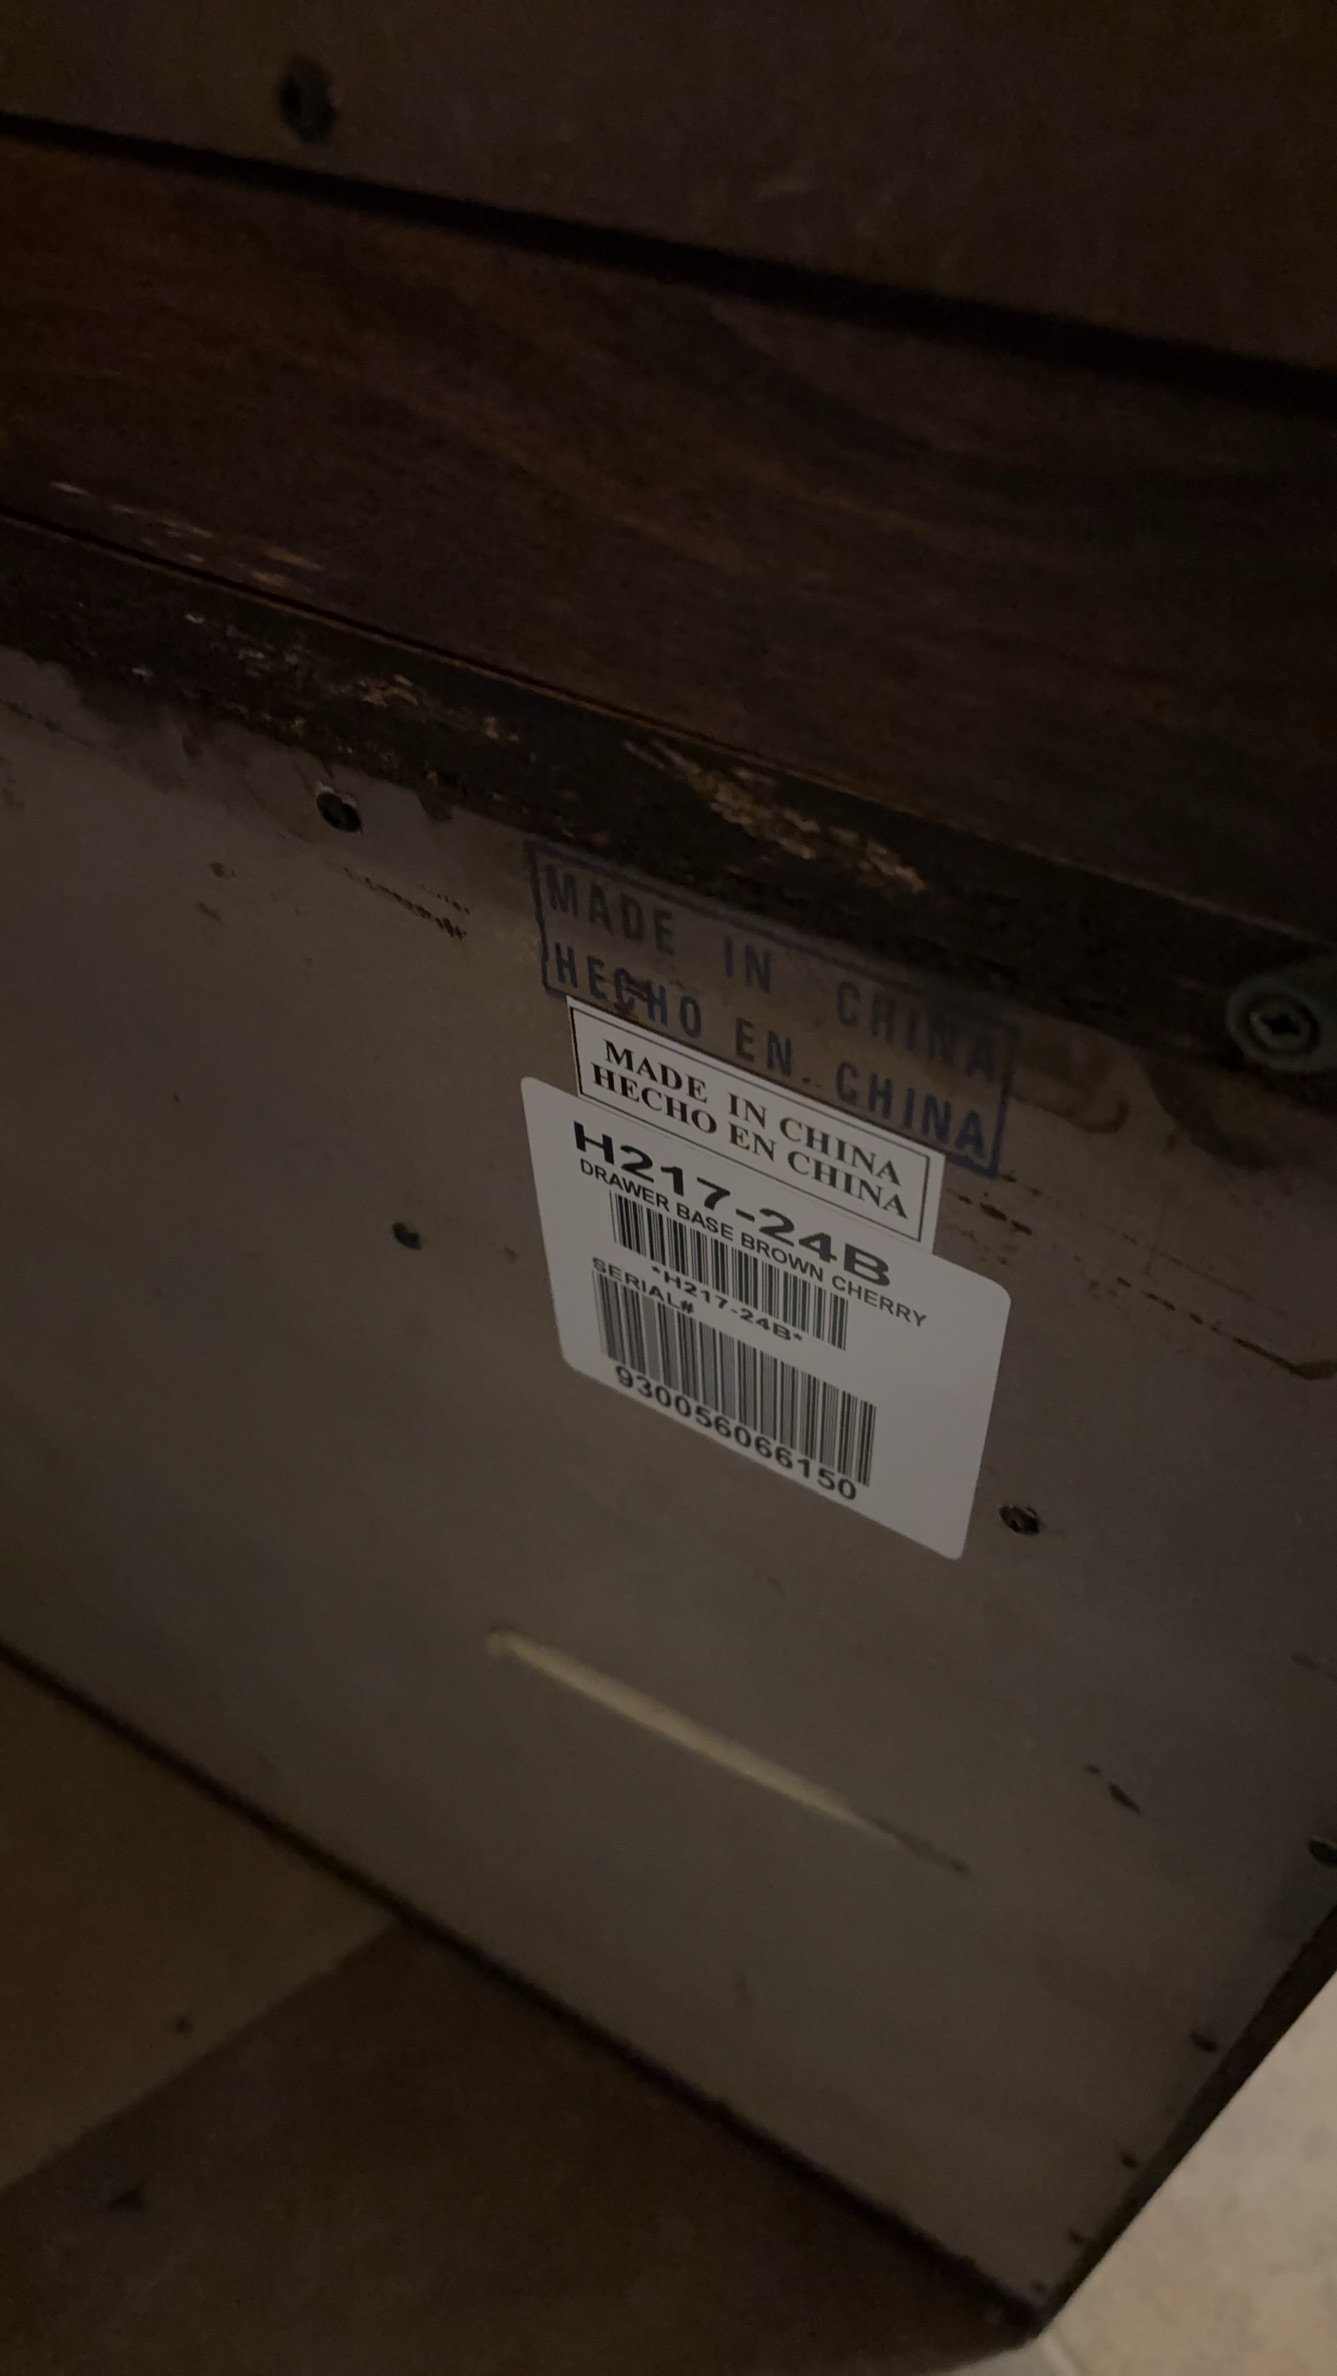 MADE IN CHINA
HECHO EN CHINA
MADE IN CHINA
HECHO EN CHINA
H217-24B
DRAWER BASE BROWN CHERRY
*H217-24B*
SERIAL#
930056066150